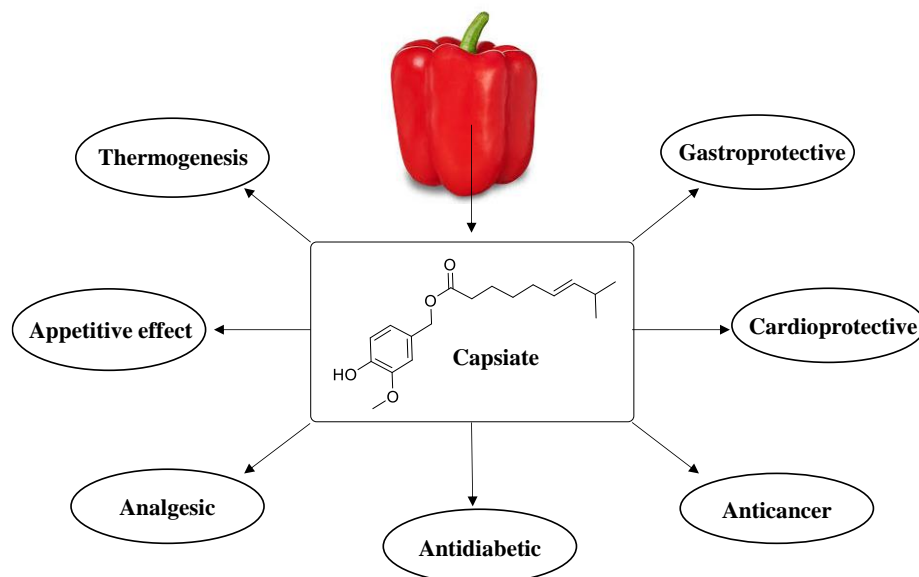 Thermogenesis
Gastroprotective
O
O
Appetitive effect
Cardioprotective
Capsiate
HO
O
Analgesic
Anticancer
Antidiabetic